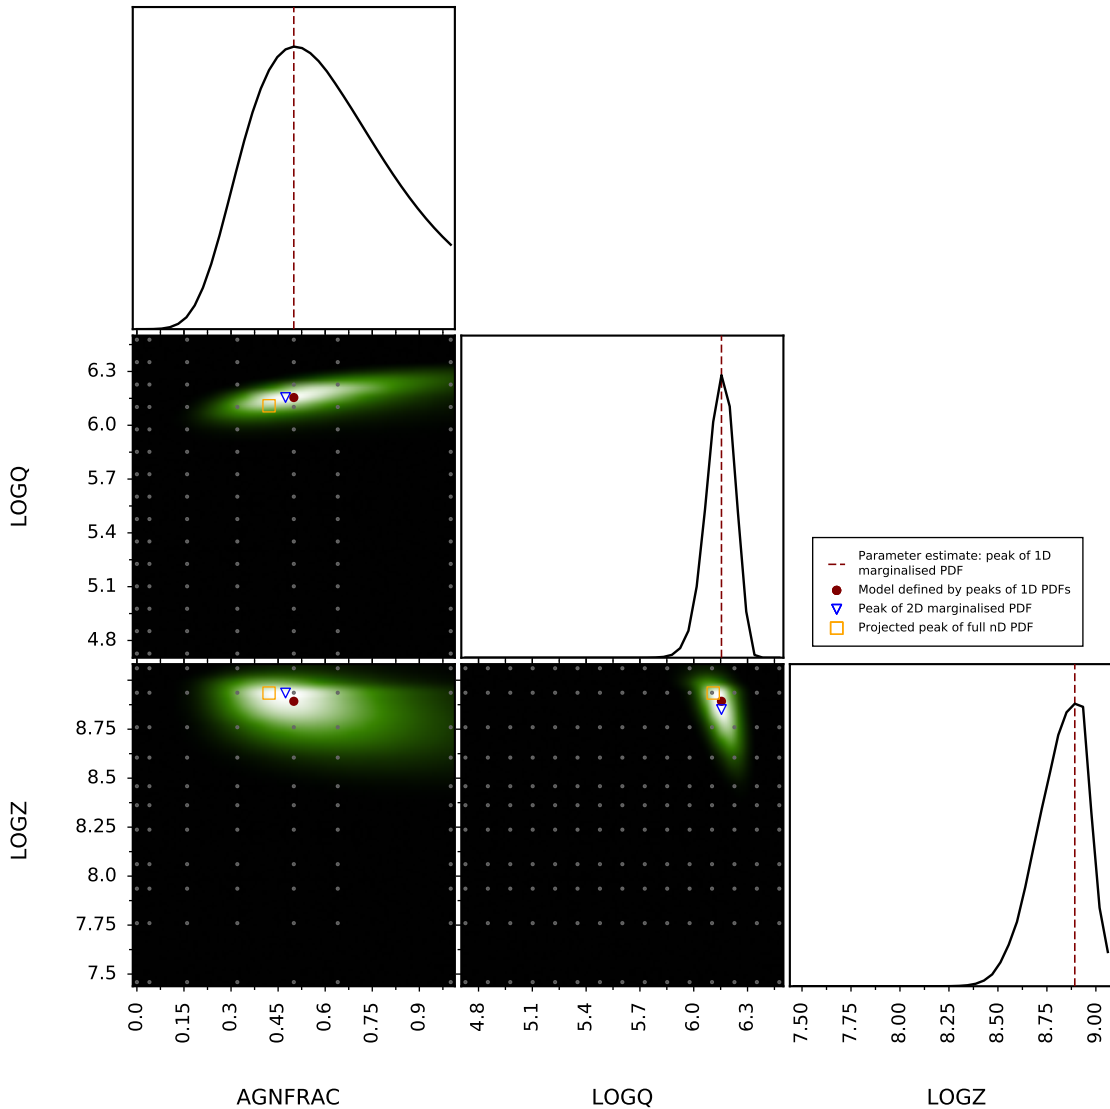 LOGQ
6.3
6.0
5.7
5.4
5.1
4.8
Parameter estimate: peak of 1D
marginalised PDF
Model defined by peaks of 1D PDFs
Peak of 2D marginalised PDF
Projected peak of full nD PDF
LOGZ
8.75
8.5
8.25
8.0
7.75
7.5
0.0 0.15 0.3 0.45 0.6 0.75 0.9
4.8 5.1 5.4 5.7 6.0 6.3
7.50 7.75 8.00 8.25 8.50 8.75 9.00
AGNFRAC LOGQ LOGZ